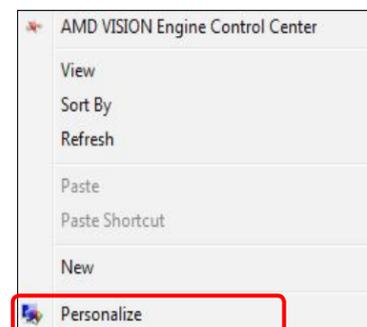 AMD VISION Engine Control Center
View
Sort By
Refresh
Paste
Paste Shortcut
New
Personalize